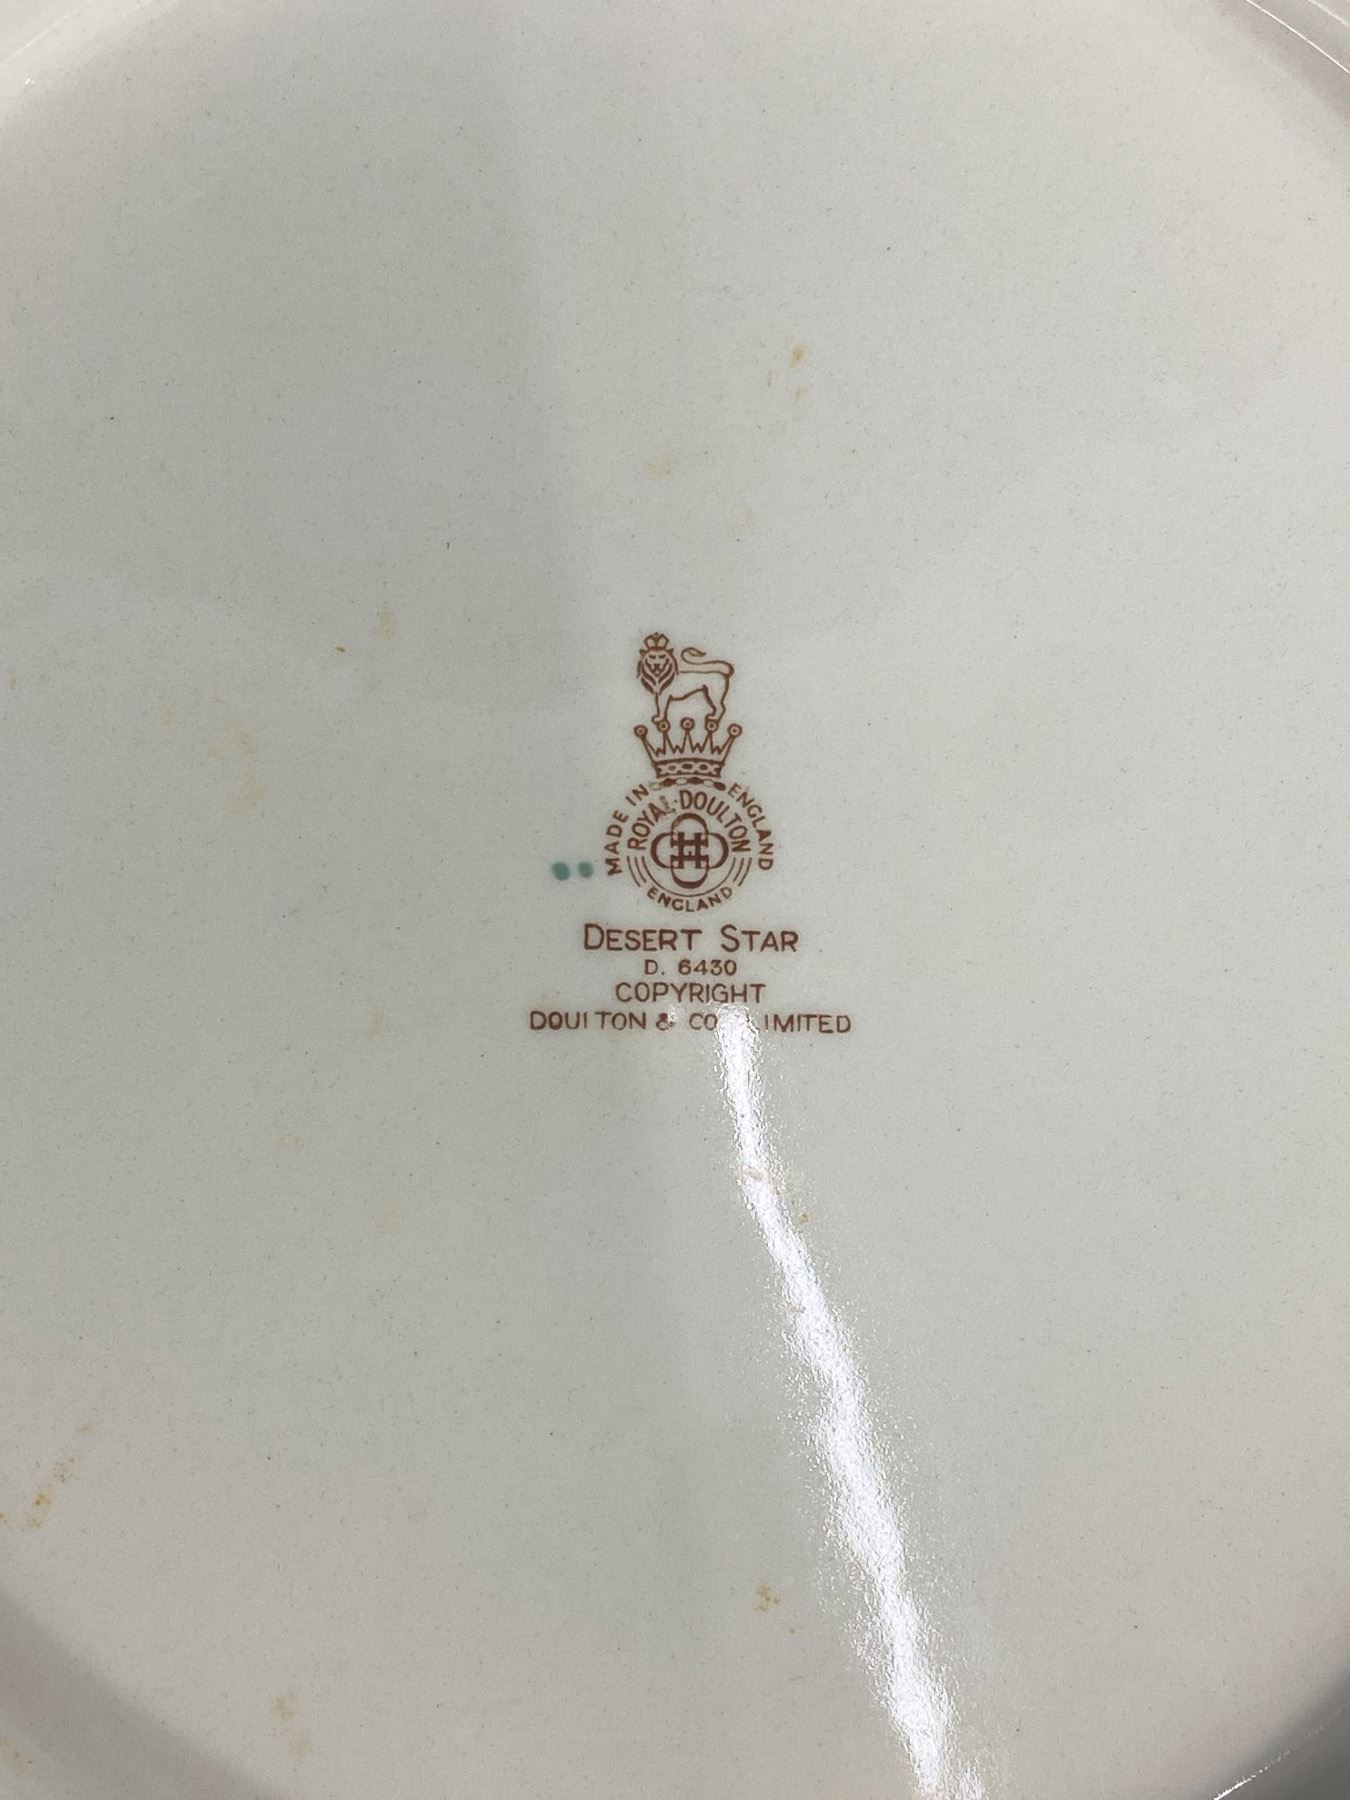 MADE IN ENGLAND
ROYAL·DOULTON
ENGLAND
DESERT STAR
D. 6430
COPYRIGHT
DOULTON & CO LIMITED